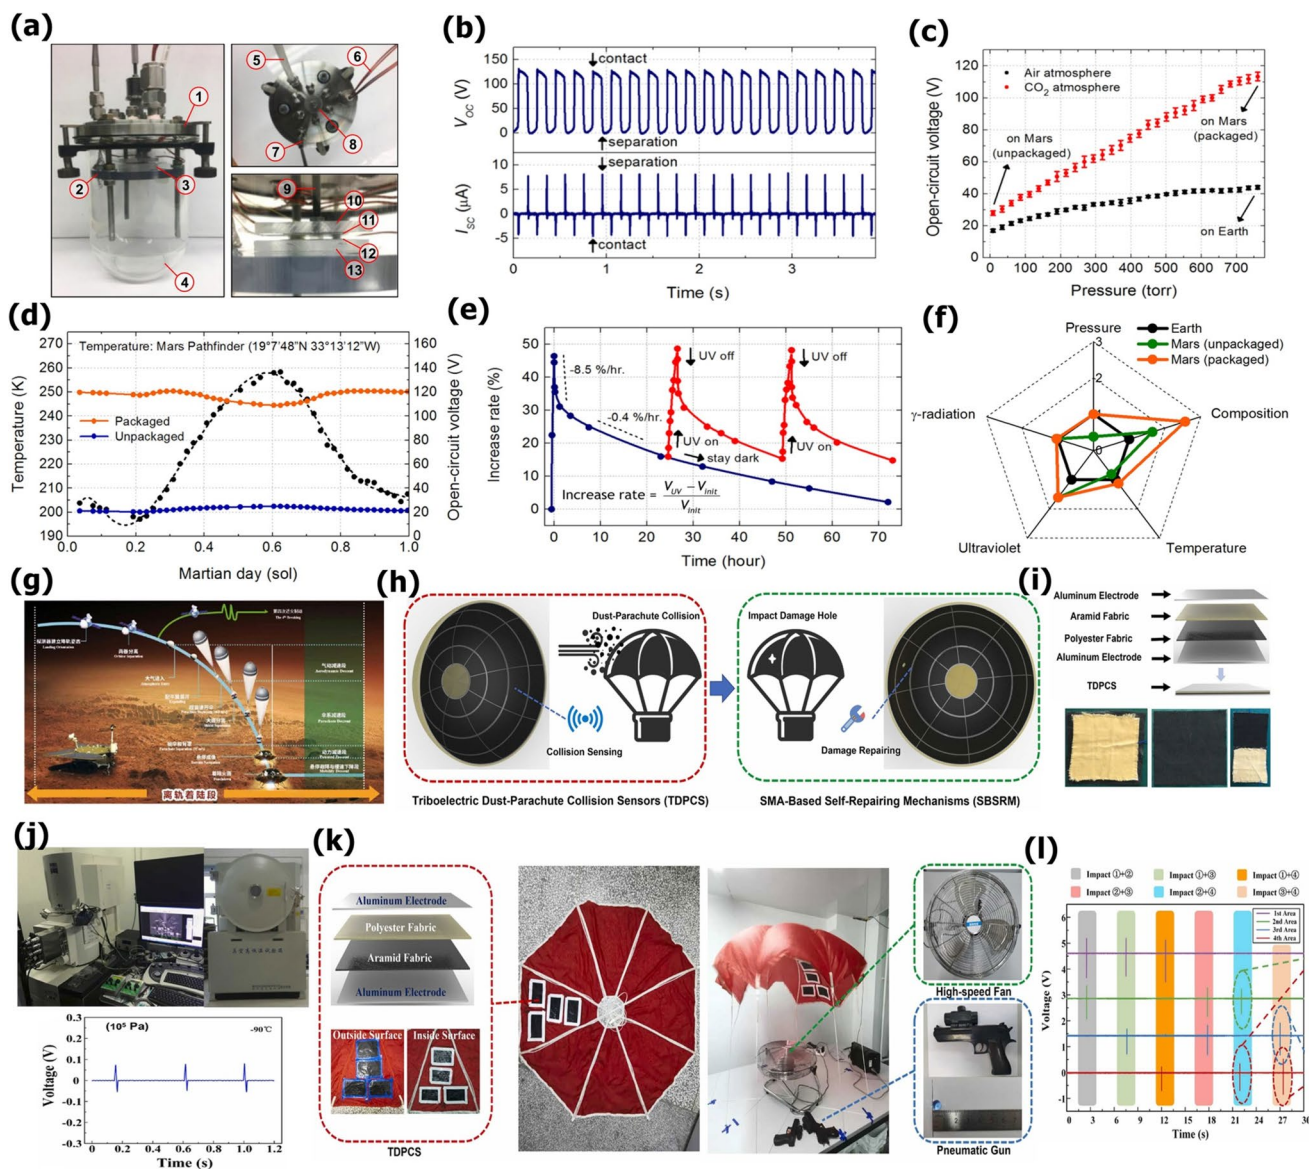 (a)
1
2
3
4
5
6
7
8
9
10
11
12
13
(b)
150
100
50
0
V_OC (V)
contact
separation
10
5
0
-5
I_SC (μA)
separation
contact
0 1 2 3
Time (s)
(c)
120
100
80
60
40
20
0
Open-circuit voltage (V)
Air atmosphere
CO₂ atmosphere
on Mars
(unpackaged)
on Mars
(packaged)
on Earth
0 100 200 300 400 500 600 700
Pressure (torr)
(d)
270
260
250
240
230
220
210
200
190
Temperature (K)
Temperature: Mars Pathfinder (19°7'48"N 33°13'12"W)
Packaged
Unpackaged
160
140
120
100
80
60
40
20
0
Open-circuit voltage (V)
0.0 0.2 0.4 0.6 0.8 1.0
Martian day (sol)
(e)
50
40
30
20
10
0
Increase rate (%)
-8.5 %/hr.
-0.4 %/hr.
UV off
UV on
stay dark
UV off
UV on
Increase rate = (V_UV − V_init) / V_init
0 10 20 30 40 50 60 70
Time (hour)
(f)
Pressure
3
2
1
0
Earth
Mars (unpackaged)
Mars (packaged)
γ-radiation
Composition
Ultraviolet
Temperature
(g)
离轨着陆段
(h)
Dust-Parachute Collision
Collision Sensing
Impact Damage Hole
Damage Repairing
Triboelectric Dust-Parachute Collision Sensors (TDPCS)
SMA-Based Self-Repairing Mechanisms (SBSRM)
(i)
Aluminum Electrode
Aramid Fabric
Polyester Fabric
Aluminum Electrode
TDPCS
(j)
0.3
0.2
0.1
0
-0.1
-0.2
-0.3
Voltage (V)
(10⁵ Pa)
-90℃
0 0.2 0.4 0.6 0.8 1.0 1.2
Time (s)
(k)
Aluminum Electrode
Polyester Fabric
Aramid Fabric
Aluminum Electrode
Outside Surface
Inside Surface
TDPCS
High-speed Fan
Pneumatic Gun
(l)
Impact ①+②
Impact ①+③
Impact ①+④
Impact ②+③
Impact ②+④
Impact ③+④
1st Area
2nd Area
3rd Area
4th Area
6
5
4
3
2
1
0
-1
Voltage (V)
0 3 6 9 12 15 18 21 24 27 30
Time (s)